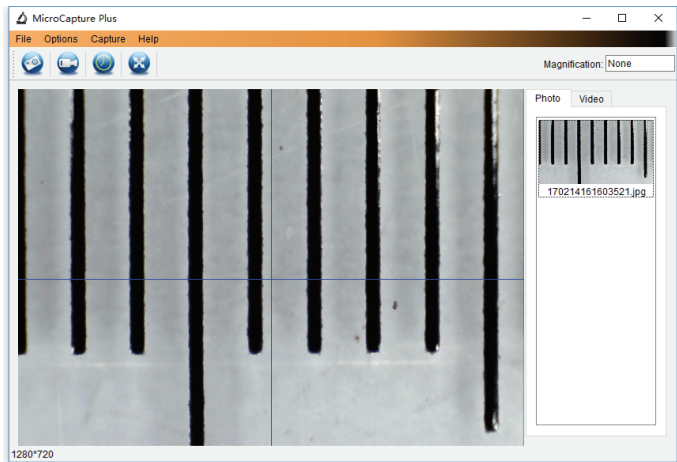 MicroCapture Plus
File Options Capture Help
Magnification: None
Photo Video
170214161603521.jpg
1280*720